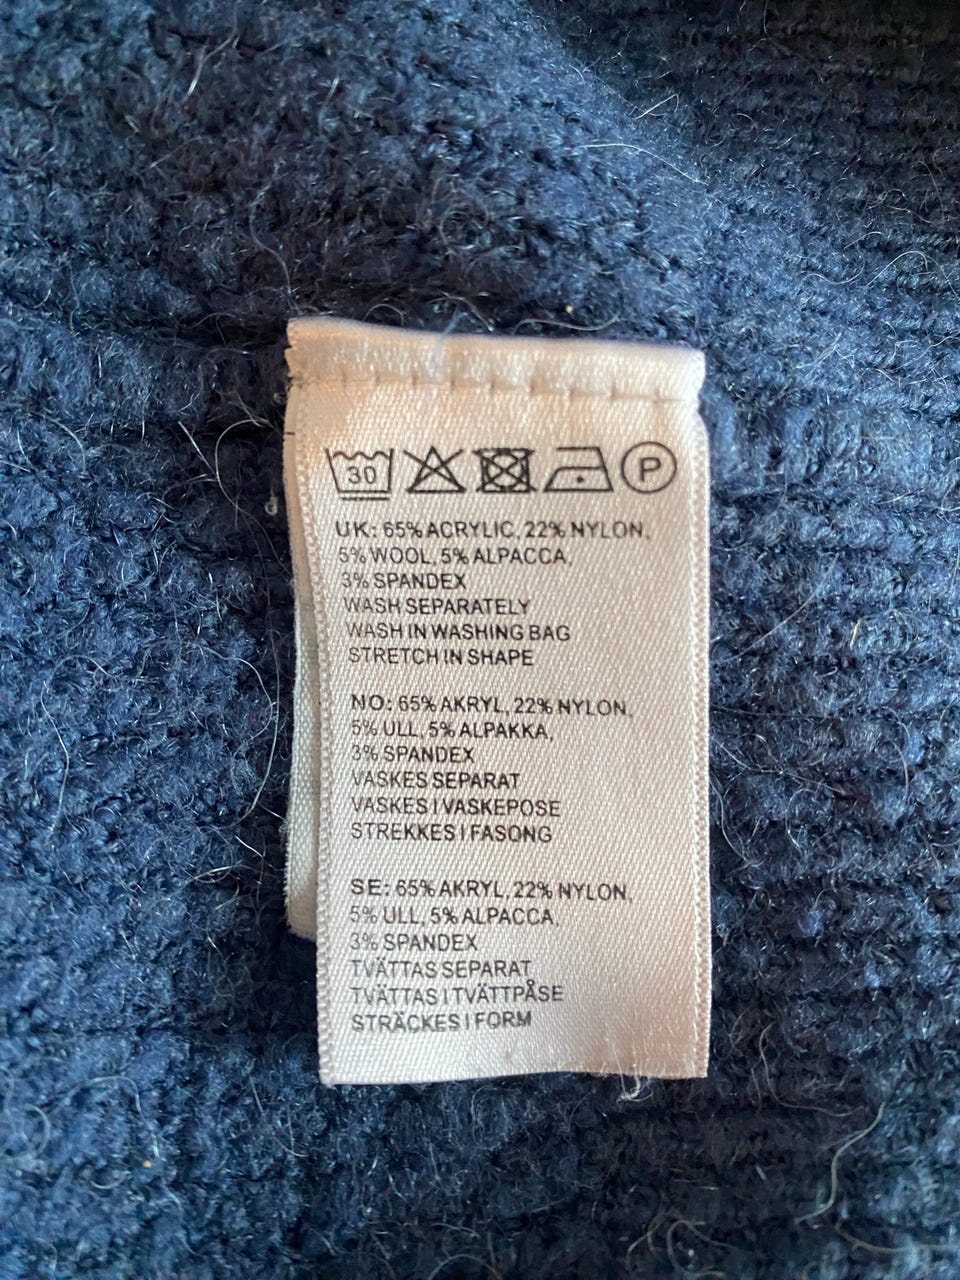 30 P
UK: 65% ACRYLIC, 22% NYLON,
5% WOOL, 5% ALPACCA,
3% SPANDEX
WASH SEPARATELY
WASH IN WASHING BAG
STRETCH IN SHAPE
NO: 65% AKRYL, 22% NYLON,
5% ULL, 5% ALPAKKA,
3% SPANDEX
VASKES SEPARAT
VASKES I VASKEPOSE
STREKKES I FASONG
SE: 65% AKRYL, 22% NYLON,
5% ULL, 5% ALPACCA,
3% SPANDEX
TVÄTTAS SEPARAT
TVÄTTAS I TVÄTTPÅSE
STRÄCKES I FORM